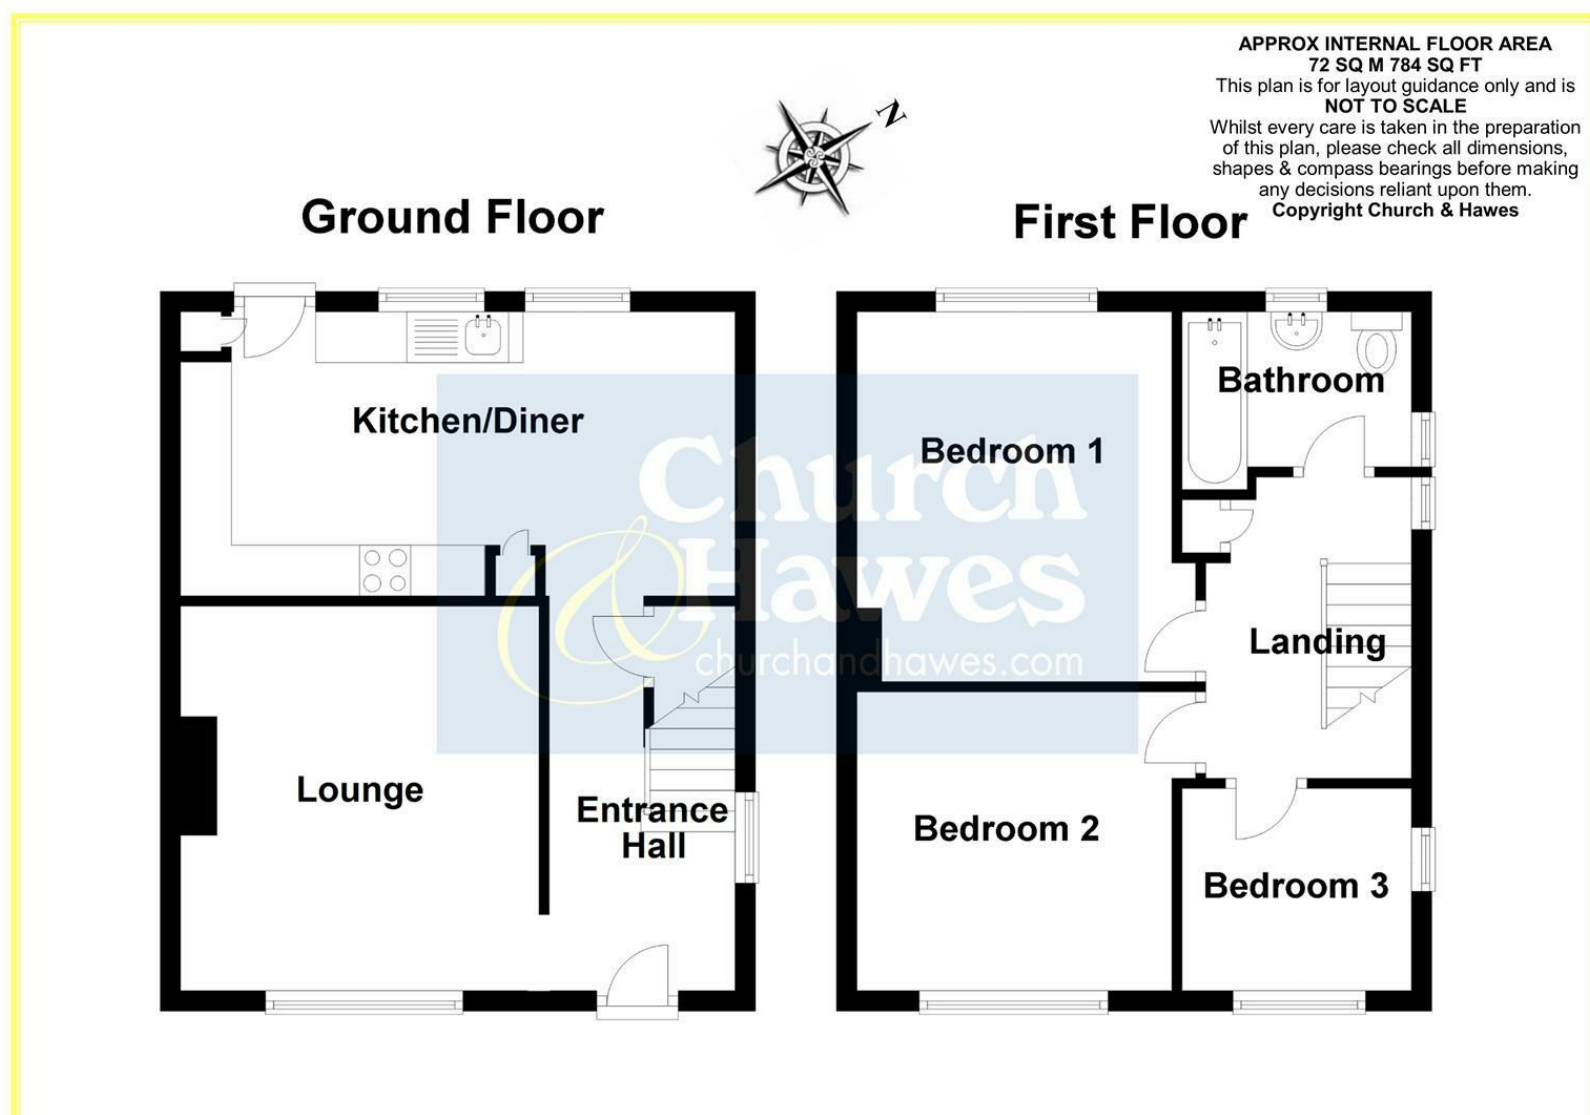 APPROX INTERNAL FLOOR AREA
72 SQ M 784 SQ FT
This plan is for layout guidance only and is
NOT TO SCALE
Whilst every care is taken in the preparation
of this plan, please check all dimensions,
shapes & compass bearings before making
any decisions reliant upon them.
Copyright Church & Hawes
N
Ground Floor
First Floor
Kitchen/Diner
Lounge
Entrance
Hall
Bedroom 1
Bathroom
Landing
Bedroom 2
Bedroom 3
Church
& Hawes
churchandhawes.com